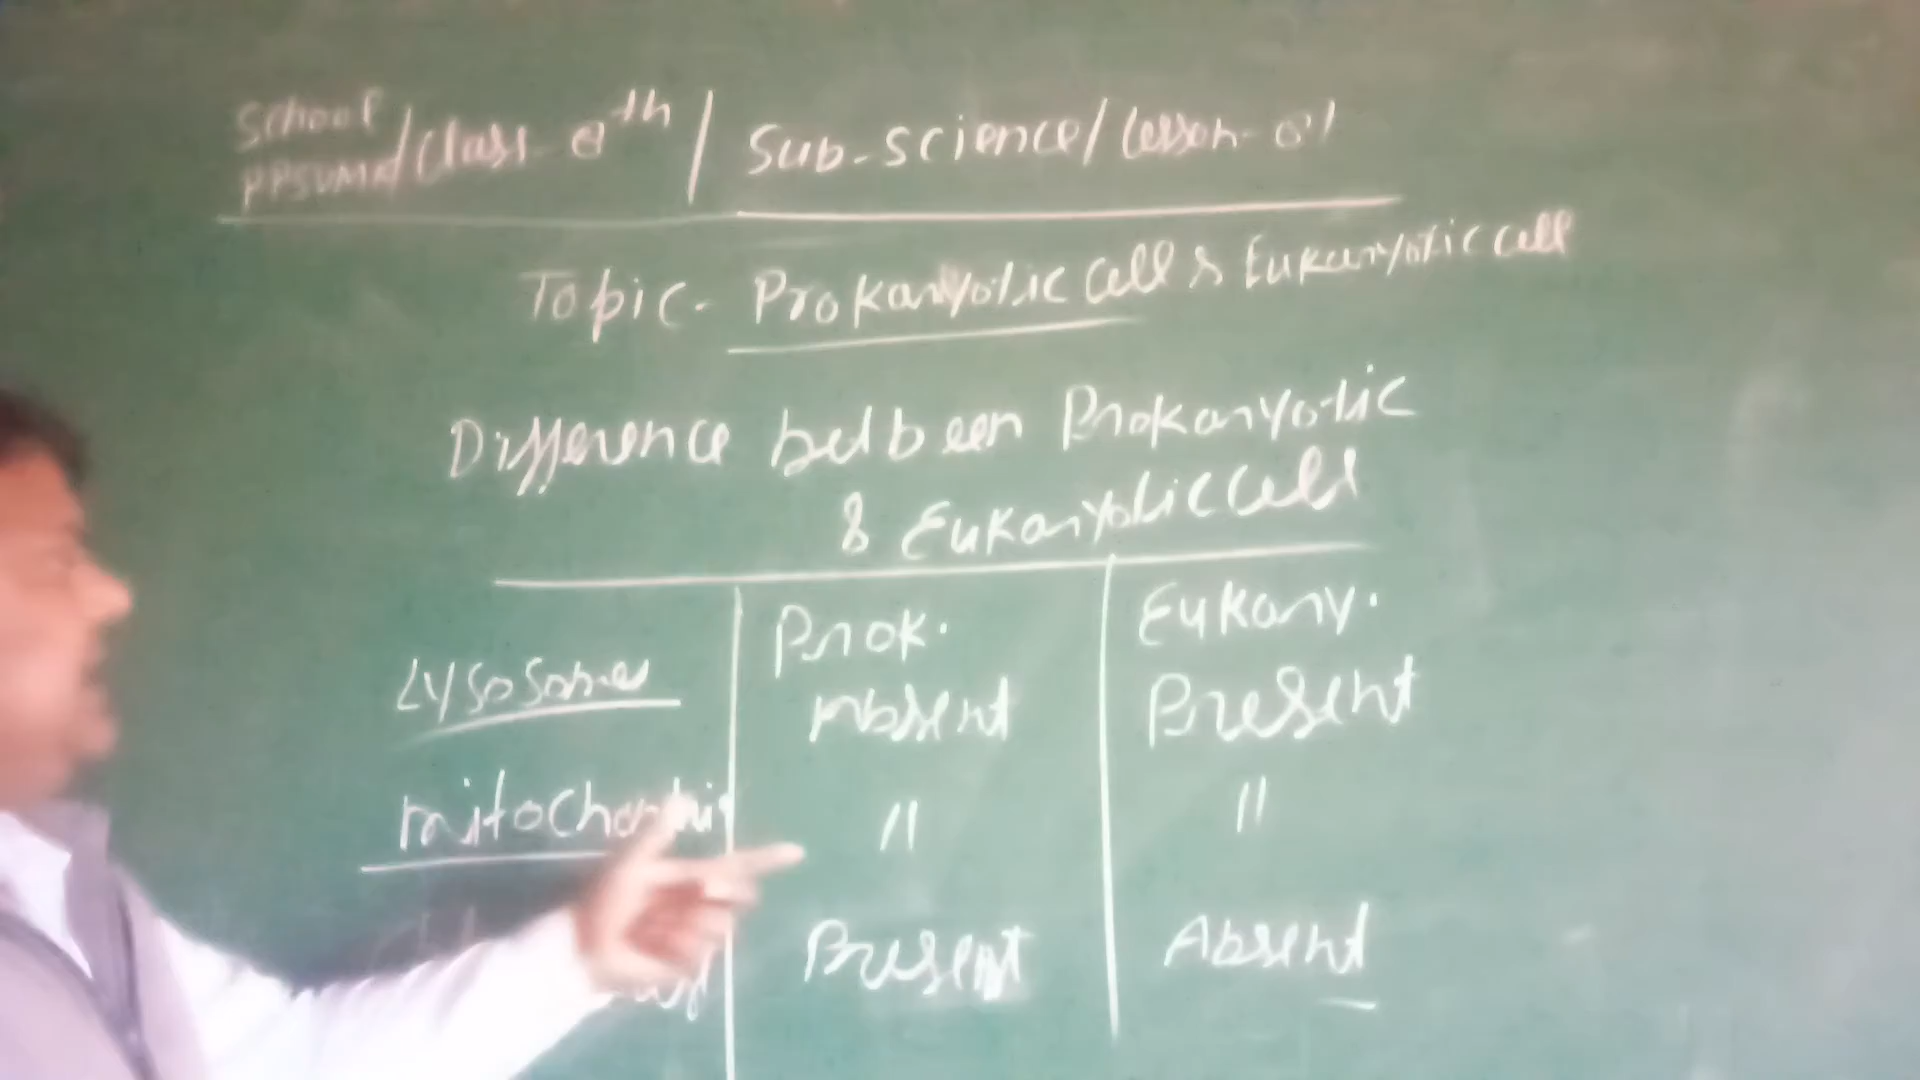 School
PPSVMN/Class-8th/Sub-science/Lesson-01
Topic- Prokaryotic Cell & Eukaryotic cell
Difference between Prokaryotic
& Eukaryotic Cell
Prok. Eukary.
Lysosomes Absent Present
mitochondria " "
Present Absent